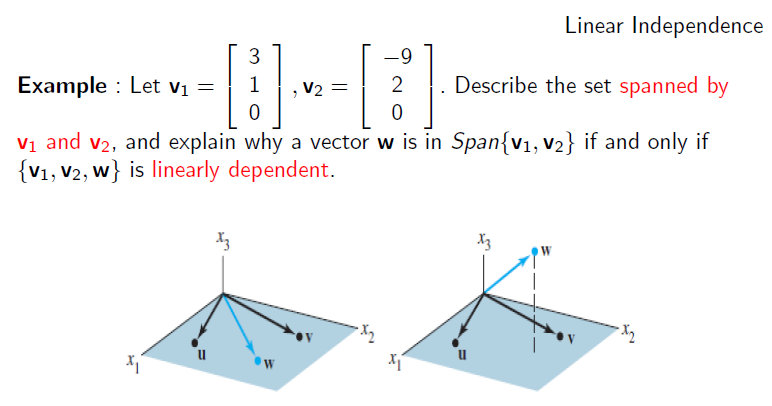 Linear Independence
Example : Let v₁ = [3 1 0], v₂ = [−9 2 0]. Describe the set spanned by
v₁ and v₂, and explain why a vector w is in Span{v₁, v₂} if and only if
{v₁, v₂, w} is linearly dependent.
x₃
x₁
x₂
u
v
w
x₃
x₁
x₂
u
v
w